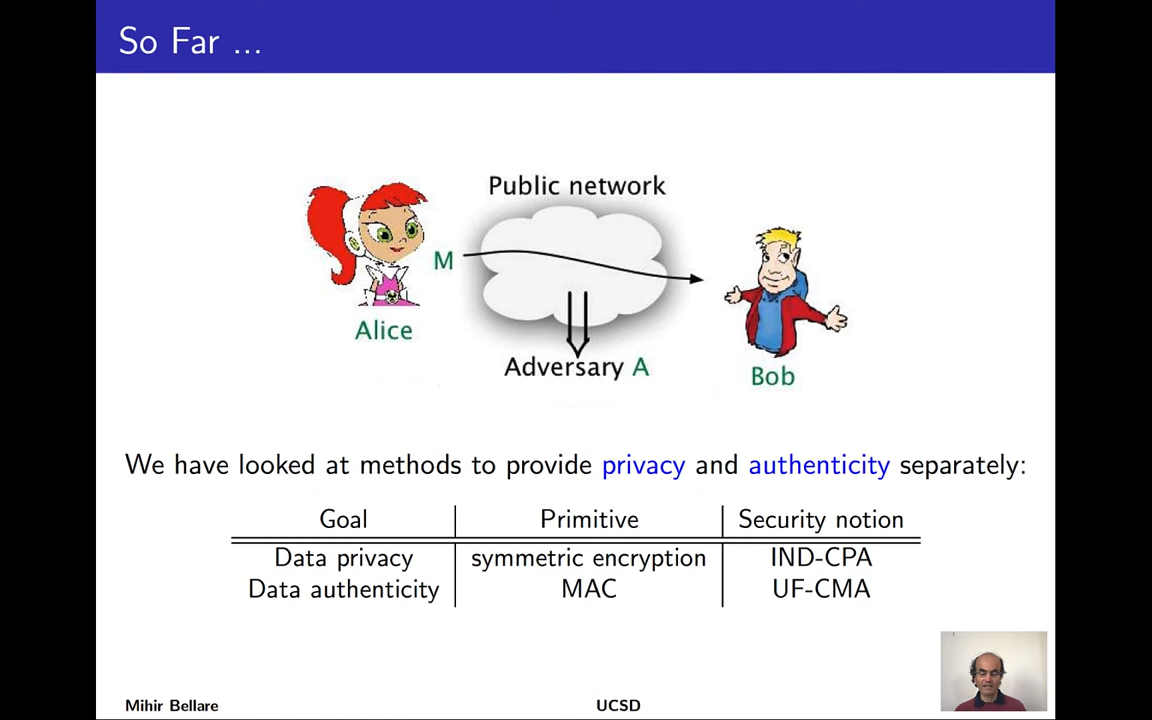 So Far ...
Public network
M
Alice
Adversary A
Bob
We have looked at methods to provide privacy and authenticity separately:
Goal Primitive Security notion
Data privacy symmetric encryption IND-CPA
Data authenticity MAC UF-CMA
Mihir Bellare UCSD